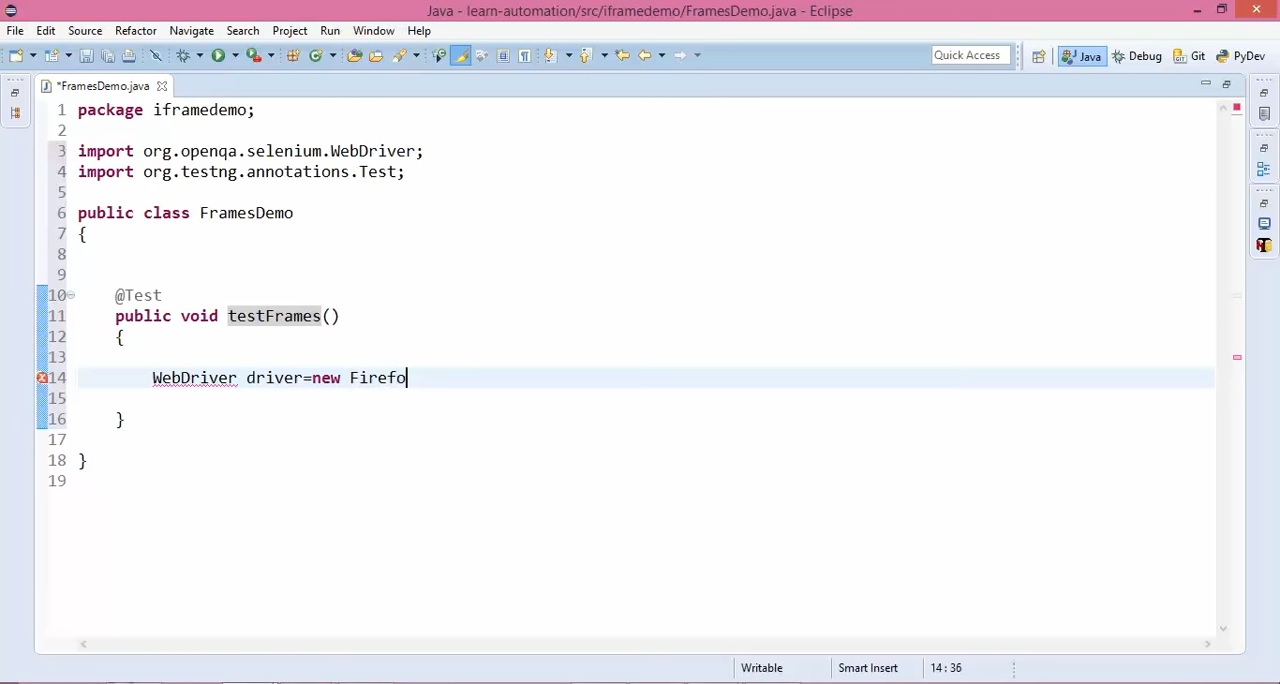 Java - learn-automation/src/iframedemo/FramesDemo.java - Eclipse
File Edit Source Refactor Navigate Search Project Run Window Help
Quick Access Java Debug Git PyDev
*FramesDemo.java
1 package iframedemo;
2
3 import org.openqa.selenium.WebDriver;
4 import org.testng.annotations.Test;
5
6 public class FramesDemo
7 {
8
9
10 @Test
11 public void testFrames()
12 {
13
14 WebDriver driver=new Firefo
15
16 }
17
18 }
19
Writable Smart Insert 14 : 36